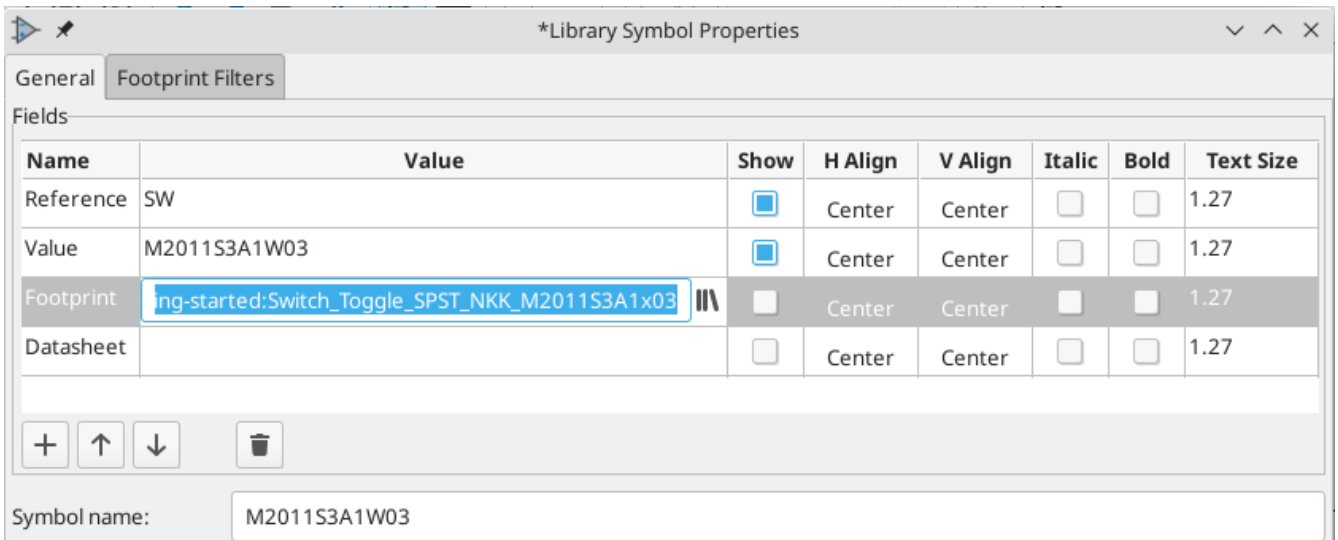 *Library Symbol Properties
General Footprint Filters
Fields
Name Value Show H Align V Align Italic Bold Text Size
Reference SW Center Center 1.27
Value M2011S3A1W03 Center Center 1.27
Footprint ing-started:Switch_Toggle_SPST_NKK_M2011S3A1x03 Center Center 1.27
Datasheet Center Center 1.27
Symbol name: M2011S3A1W03